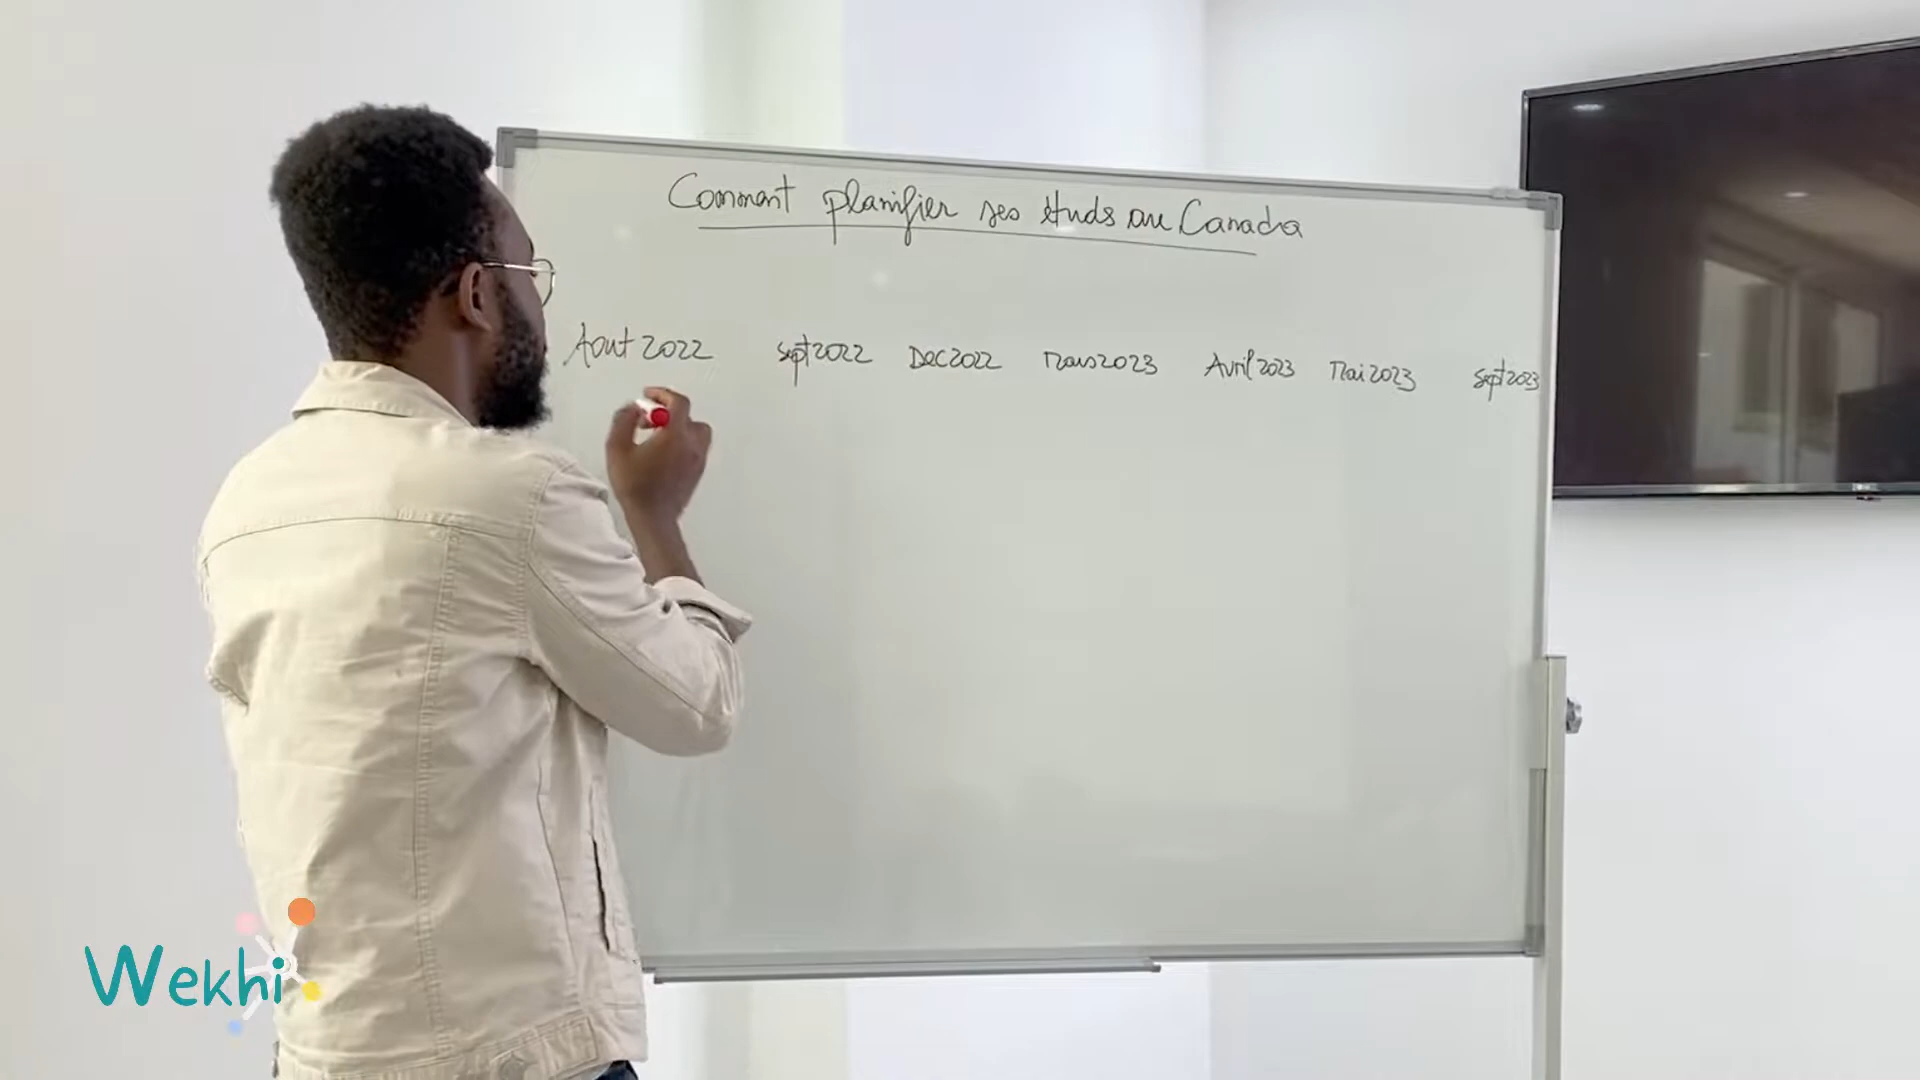 Comment planifier ses études au Canada
Aout 2022 Sept 2022 Dec 2022 Mars 2023 Avril 2023 Mai 2023 Sept 2023
Wekhi